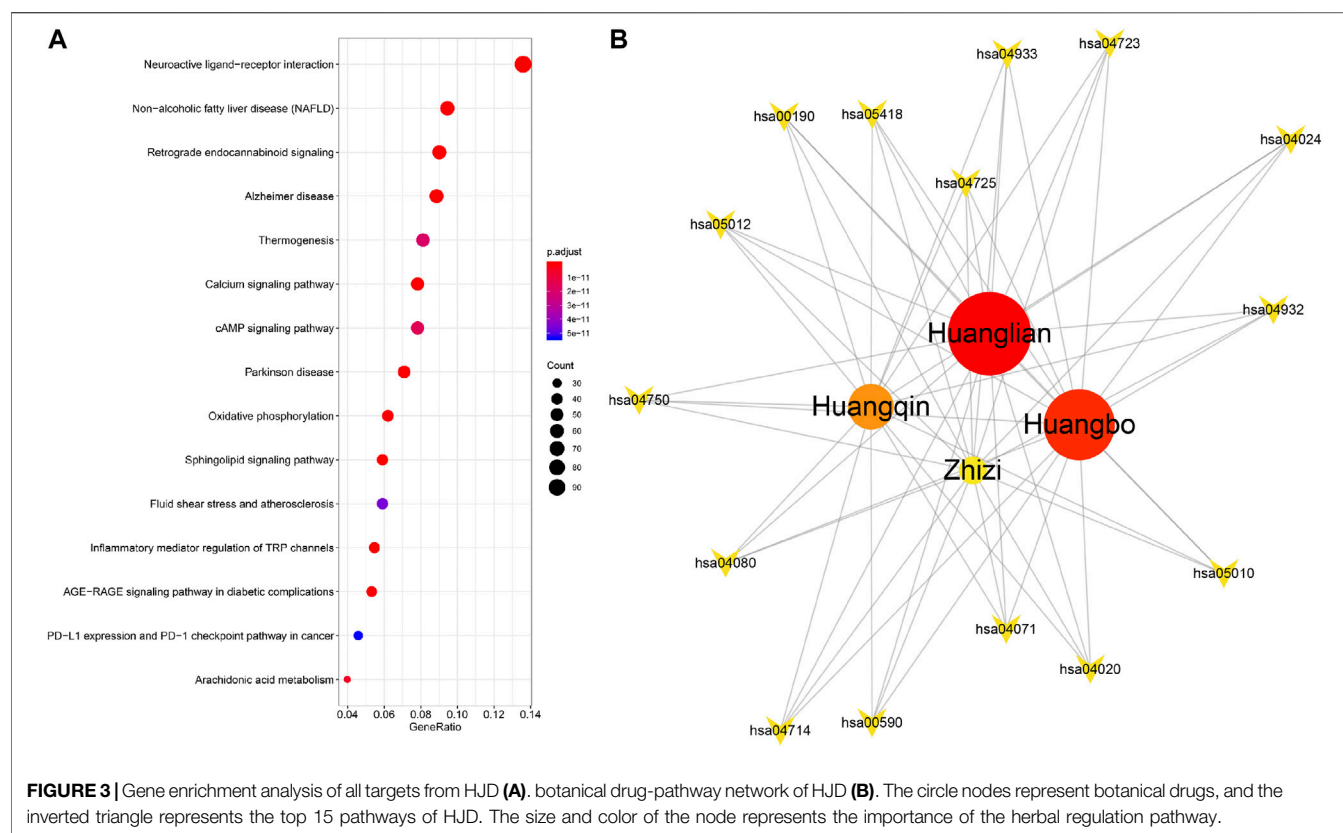 A
Neuroactive ligand−receptor interaction
Non−alcoholic fatty liver disease (NAFLD)
Retrograde endocannabinoid signaling
Alzheimer disease
Thermogenesis
Calcium signaling pathway
cAMP signaling pathway
Parkinson disease
Oxidative phosphorylation
Sphingolipid signaling pathway
Fluid shear stress and atherosclerosis
Inflammatory mediator regulation of TRP channels
AGE−RAGE signaling pathway in diabetic complications
PD−L1 expression and PD−1 checkpoint pathway in cancer
Arachidonic acid metabolism
0.04 0.06 0.08 0.10 0.12 0.14
GeneRatio
p.adjust
1e−11
2e−11
3e−11
4e−11
5e−11
Count
30
40
50
60
70
80
90
B
hsa04933
hsa04723
hsa00190
hsa05418
hsa04024
hsa04725
hsa05012
hsa04932
Huanglian
hsa04750
Huangqin
Huangbo
Zhizi
hsa04080
hsa05010
hsa04071
hsa04020
hsa04714
hsa00590
FIGURE 3 | Gene enrichment analysis of all targets from HJD (A). botanical drug-pathway network of HJD (B). The circle nodes represent botanical drugs, and the
inverted triangle represents the top 15 pathways of HJD. The size and color of the node represents the importance of the herbal regulation pathway.